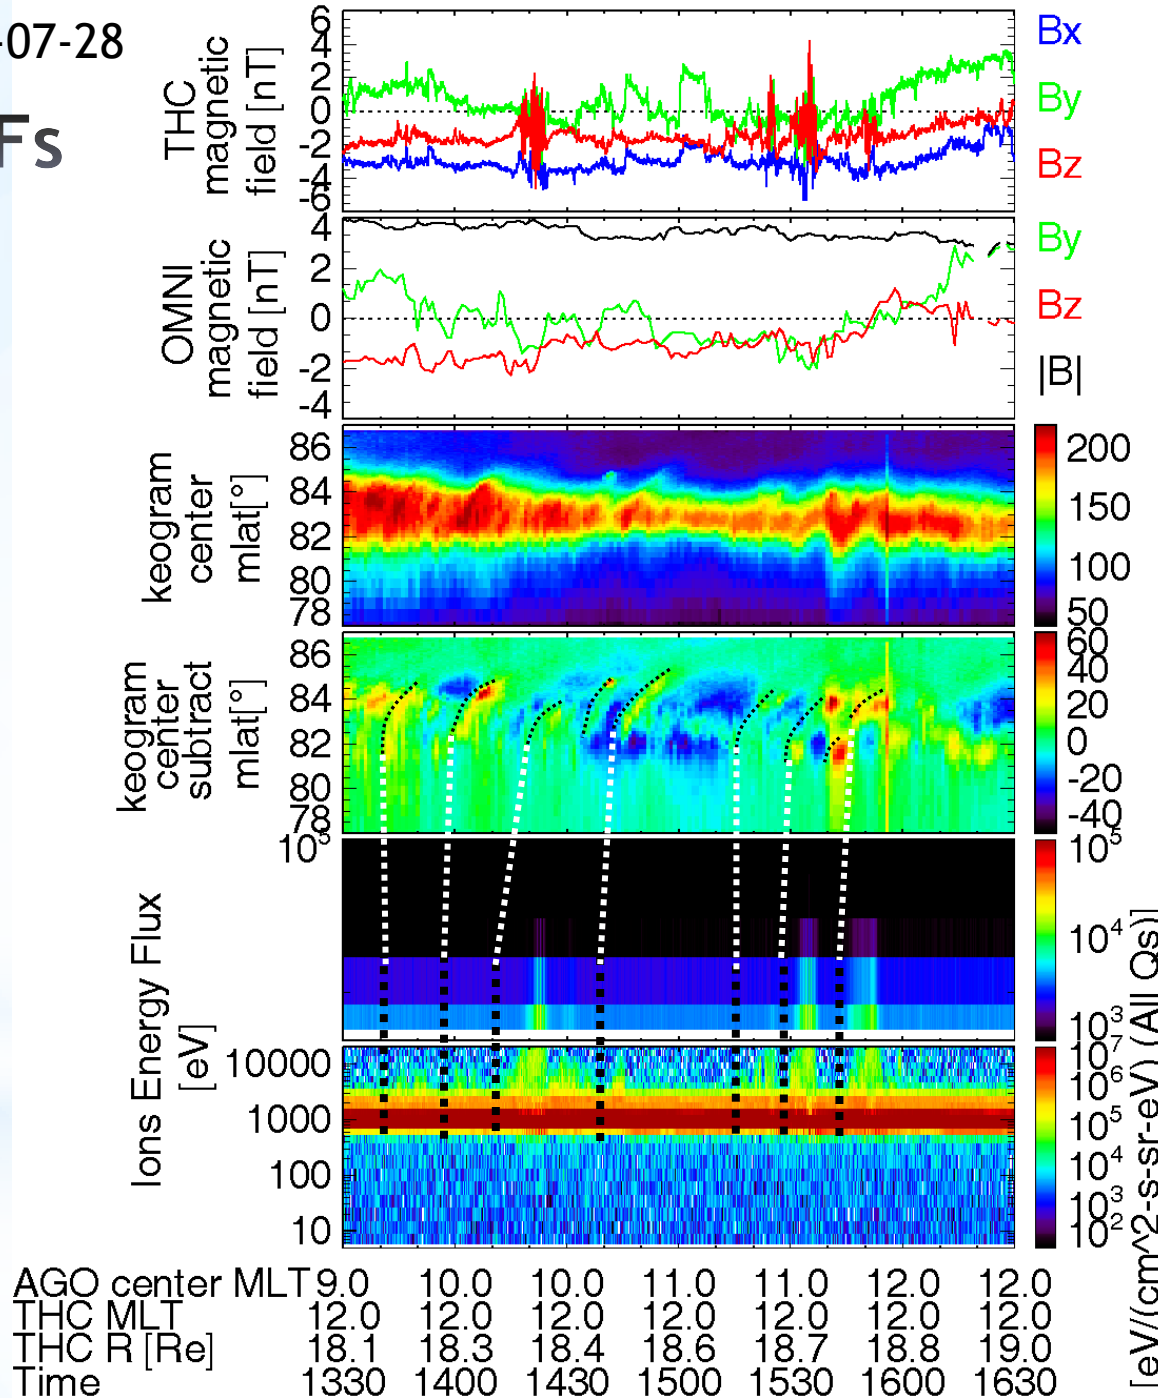 -07-28
Fs
THC
magnetic
field [nT]
6
4
2
0
-2
-4
-6
Bx
By
Bz
OMNI
magnetic
field [nT]
4
2
0
-2
-4
By
Bz
|B|
keogram
center
mlat[°]
86
84
82
80
78
200
150
100
50
keogram
center
subtract
mlat[°]
86
84
82
80
78
60
40
20
0
-20
-40
Ions Energy Flux
[eV]
10^5
10^5
10^4
10^3
10000
1000
100
10
10^7
10^6
10^5
10^4
10^3
10^2
[eV/(cm^2-s-sr-eV) (All Qs)]
AGO center MLT 9.0 10.0 10.0 11.0 11.0 12.0 12.0
THC MLT 12.0 12.0 12.0 12.0 12.0 12.0 12.0
THC R [Re] 18.1 18.3 18.4 18.6 18.7 18.8 19.0
Time 1330 1400 1430 1500 1530 1600 1630